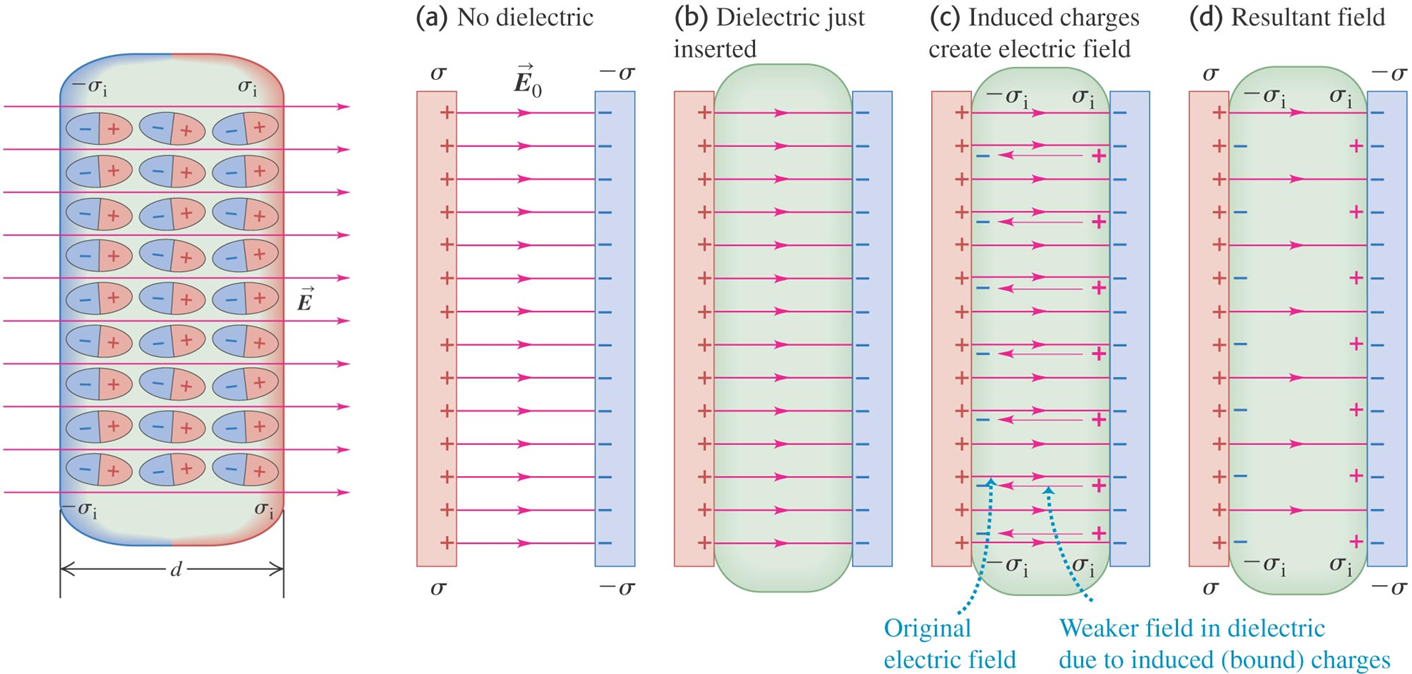 (a) No dielectric
(b) Dielectric just
inserted
(c) Induced charges
create electric field
(d) Resultant field
−σi
σi
E⃗
−σi
σi
d
σ
E⃗0
−σ
σ
−σ
σ
−σi
σi
−σ
−σi
σi
−σi
σi
−σi
σi
σ
−σ
Original
electric field
Weaker field in dielectric
due to induced (bound) charges